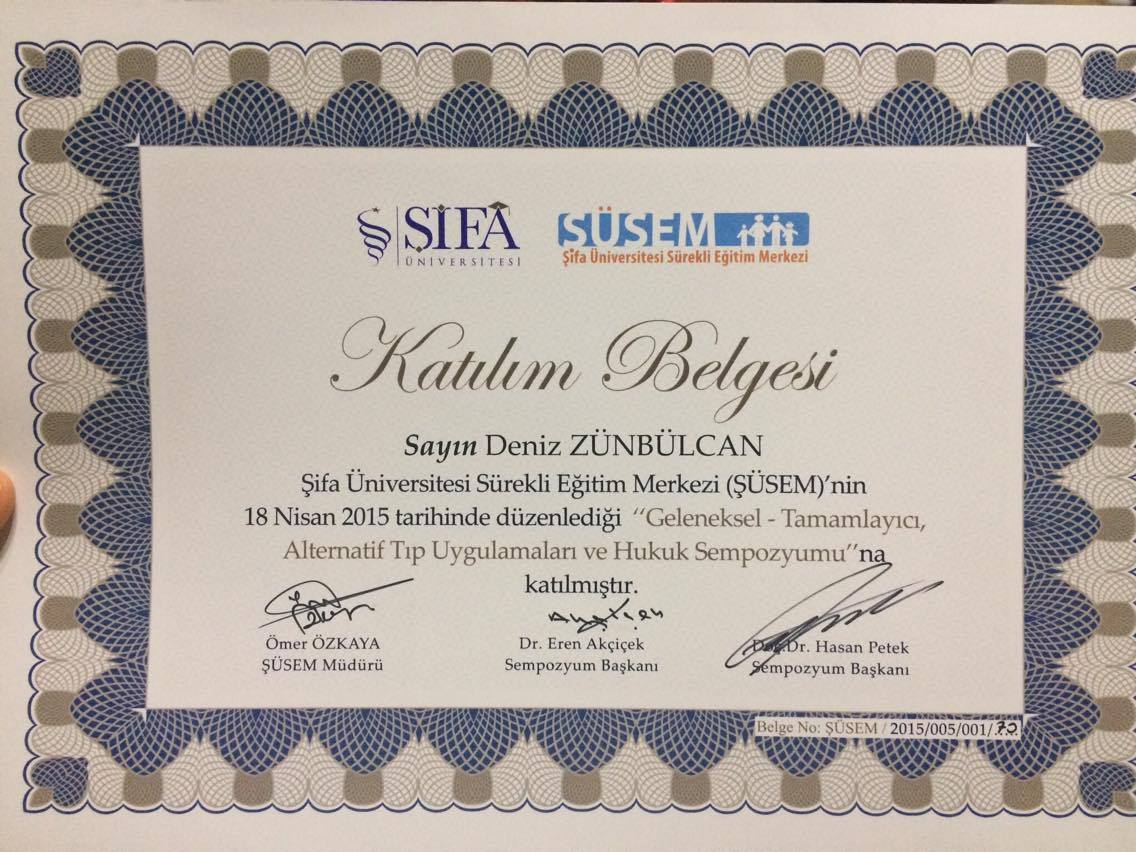 ŞİFA
ÜNİVERSİTESİ
SÜSEM
Şifa Üniversitesi Sürekli Eğitim Merkezi
Katılım Belgesi
Sayın Deniz ZÜNBÜLCAN
Şifa Üniversitesi Sürekli Eğitim Merkezi (ŞÜSEM)'nin
18 Nisan 2015 tarihinde düzenlediği ‘‘Geleneksel - Tamamlayıcı,
Alternatif Tıp Uygulamaları ve Hukuk Sempozyumu’’na
katılmıştır.
Ömer ÖZKAYA
ŞÜSEM Müdürü
Akçiçek
Dr. Eren Akçiçek
Sempozyum Başkanı
Doç.Dr. Hasan Petek
Sempozyum Başkanı
Belge No: ŞÜSEM / 2015/005/001/70